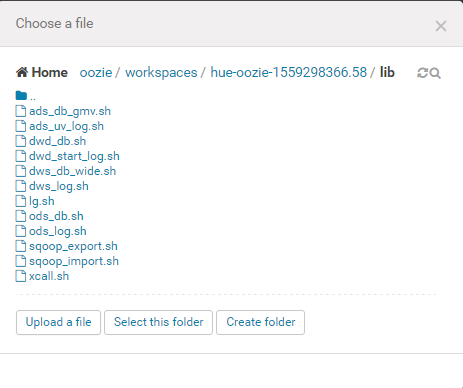 Choose a file ×
Home oozie / workspaces / hue-oozie-1559298366.58 / lib
..
ads_db_gmv.sh
ads_uv_log.sh
dwd_db.sh
dwd_start_log.sh
dws_db_wide.sh
dws_log.sh
lg.sh
ods_db.sh
ods_log.sh
sqoop_export.sh
sqoop_import.sh
xcall.sh
Upload a file Select this folder Create folder